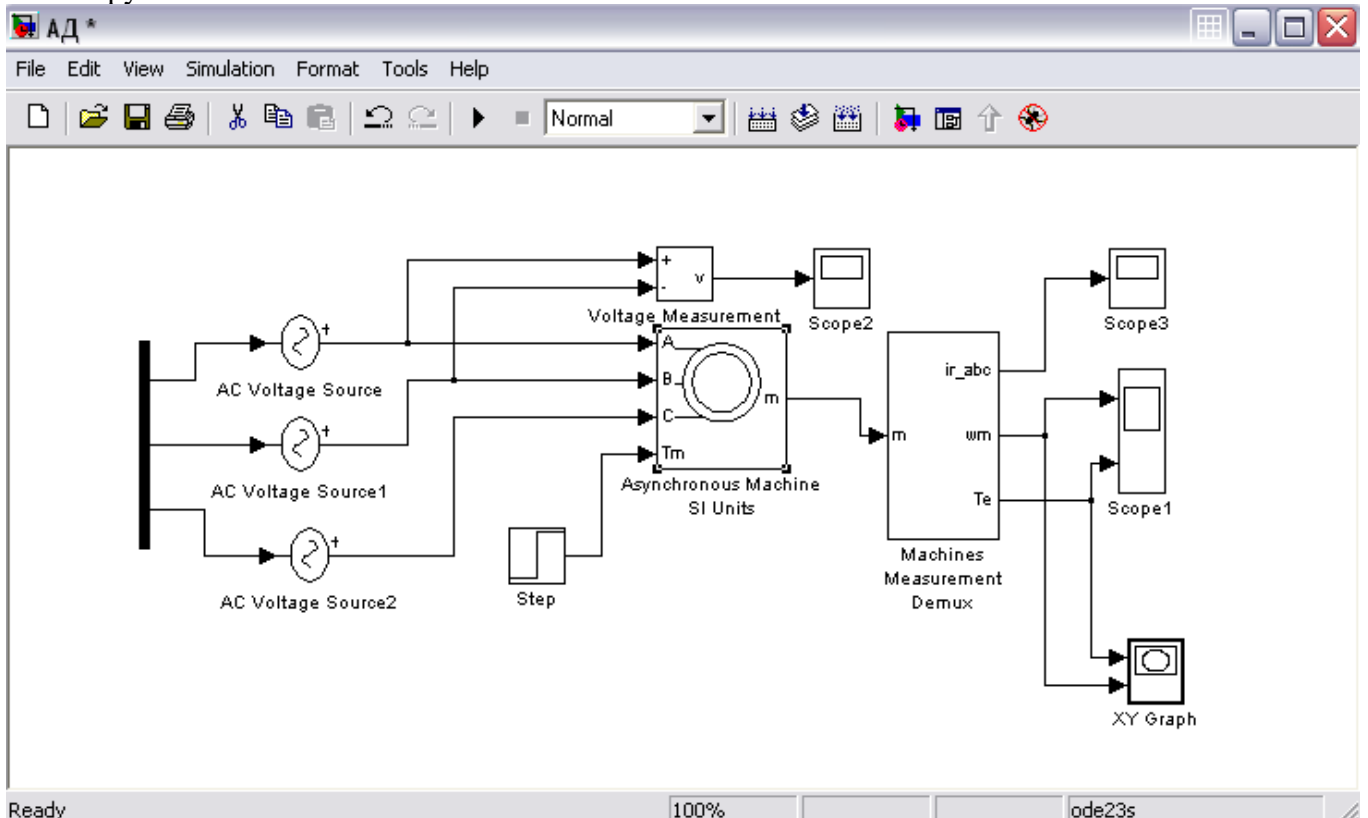 АД *
File Edit View Simulation Format Tools Help
Normal
+
v
-
Voltage Measurement
Scope2
Scope3
+
AC Voltage Source
A
B
C
m
Tm
Asynchronous Machine
SI Units
ir_abc
m
wm
Te
Machines
Measurement
Demux
Scope1
+
AC Voltage Source1
+
AC Voltage Source2
Step
XY Graph
Ready
100%
ode23s